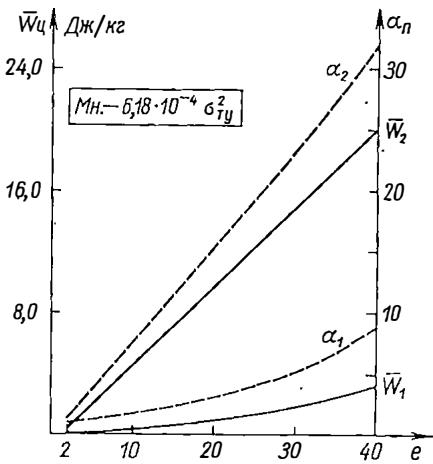 W̄ц Дж/кг αп
24,0 α₂ 30
Мн.–6,18·10⁻⁴ σ²ту
W̄₂
16,0 20
8,0 10
α₁
W̄₁
2 10 20 30 40 e